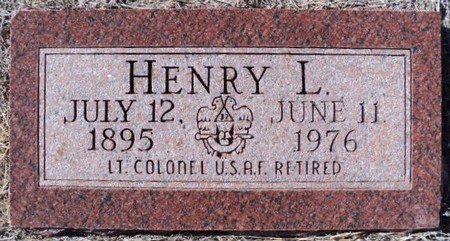 HENRY L.
JULY 12, JUNE 11,
1895 1976
LT. COLONEL U.S.A.F. RETIRED